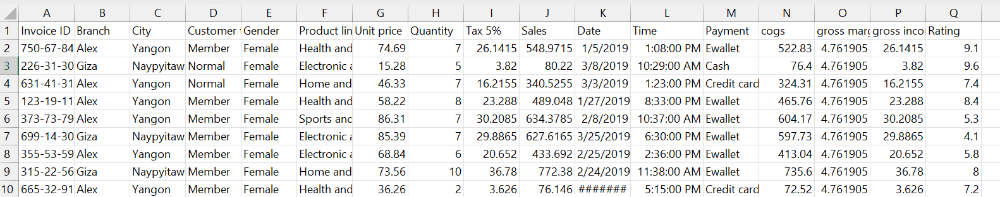 A B C D E F G H I J K L M N O P Q
1 Invoice ID Branch City Customer t Gender Product lin Unit price Quantity Tax 5% Sales Date Time Payment cogs gross marg gross incom Rating
2 750-67-84 Alex Yangon Member Female Health and 74.69 7 26.1415 548.9715 1/5/2019 1:08:00 PM Ewallet 522.83 4.761905 26.1415 9.1
3 226-31-30 Giza Naypyitaw Normal Female Electronic a 15.28 5 3.82 80.22 3/8/2019 10:29:00 AM Cash 76.4 4.761905 3.82 9.6
4 631-41-31 Alex Yangon Normal Female Home and 46.33 7 16.2155 340.5255 3/3/2019 1:23:00 PM Credit card 324.31 4.761905 16.2155 7.4
5 123-19-11 Alex Yangon Member Female Health and 58.22 8 23.288 489.048 1/27/2019 8:33:00 PM Ewallet 465.76 4.761905 23.288 8.4
6 373-73-79 Alex Yangon Member Female Sports and 86.31 7 30.2085 634.3785 2/8/2019 10:37:00 AM Ewallet 604.17 4.761905 30.2085 5.3
7 699-14-30 Giza Naypyitaw Member Female Electronic a 85.39 7 29.8865 627.6165 3/25/2019 6:30:00 PM Ewallet 597.73 4.761905 29.8865 4.1
8 355-53-59 Alex Yangon Member Female Electronic a 68.84 6 20.652 433.692 2/25/2019 2:36:00 PM Ewallet 413.04 4.761905 20.652 5.8
9 315-22-56 Giza Naypyitaw Member Female Home and 73.56 10 36.78 772.38 2/24/2019 11:38:00 AM Ewallet 735.6 4.761905 36.78 8
10 665-32-91 Alex Yangon Member Female Health and 36.26 2 3.626 76.146 ####### 5:15:00 PM Credit card 72.52 4.761905 3.626 7.2